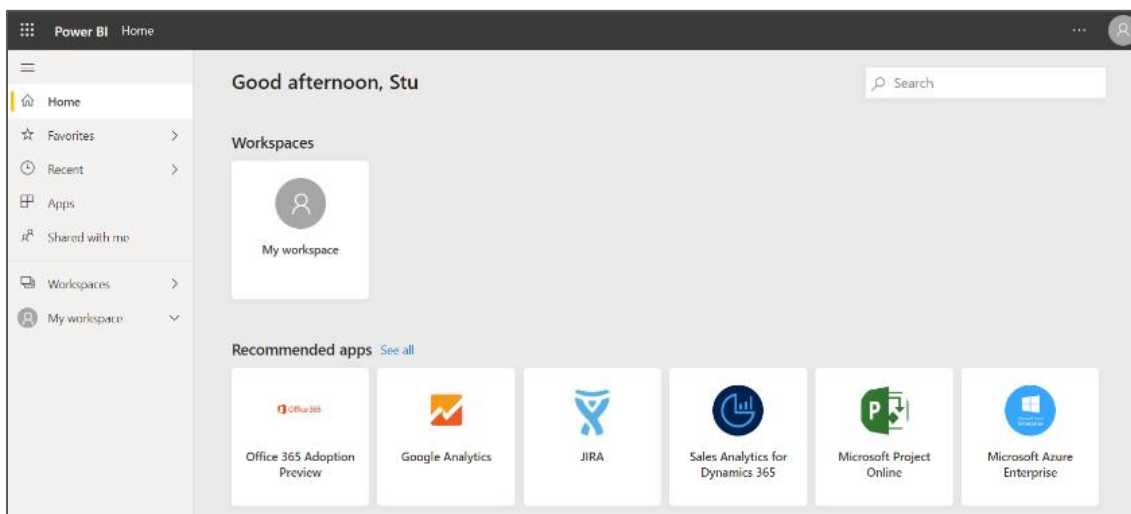 Power BI Home
Good afternoon, Stu
Search
Home
Favorites
Recent
Apps
Shared with me
Workspaces
My workspace
Workspaces
My workspace
Recommended apps See all
Office 365
Office 365 Adoption
Preview
Google Analytics
JIRA
Sales Analytics for
Dynamics 365
P
Microsoft Project
Online
Microsoft Azure
Enterprise